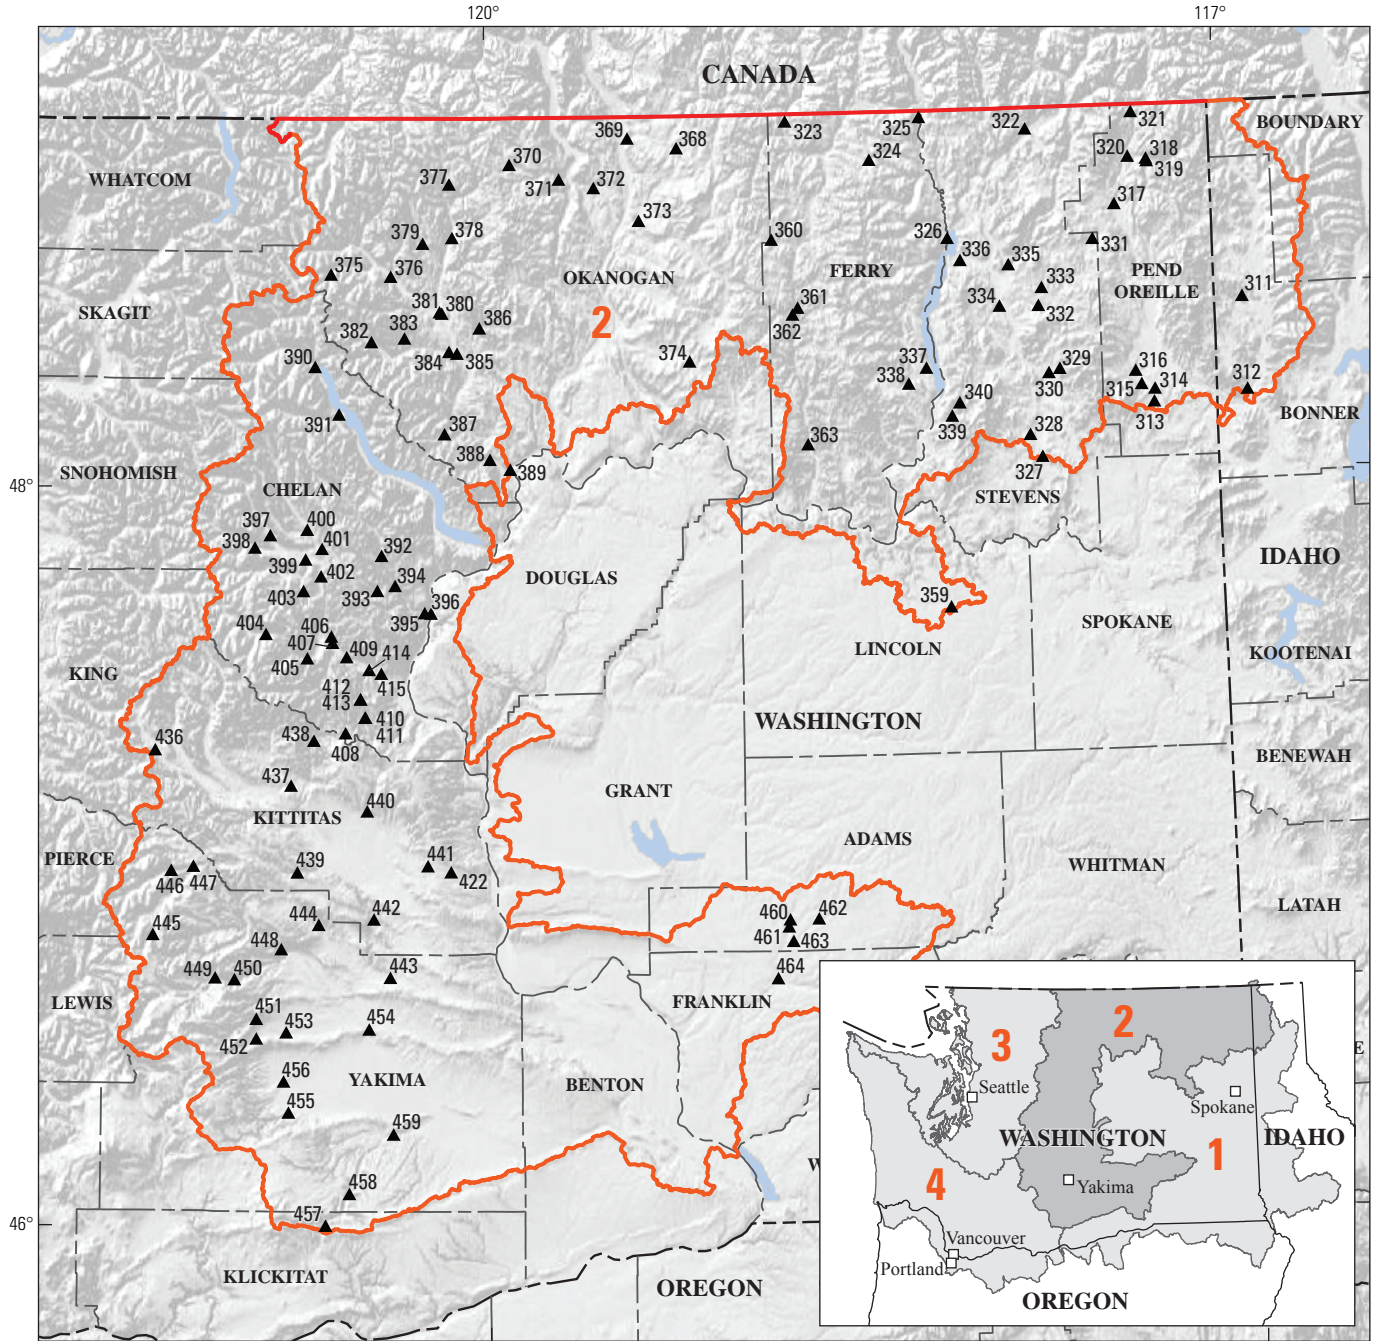 120°
117°
CANADA
BOUNDARY
321
323
325
322
369
368
324
320
318
319
370
WHATCOM
377
371
372
317
373
379
378
360
326
331
336
335
375
376
OKANOGAN
FERRY
PEND
OREILLE
333
311
SKAGIT
381
380
334
332
361
362
2
382
383
386
384
385
390
374
337
338
329
330
316
315
314
312
313
340
339
BONNER
391
387
328
363
388
389
327
SNOHOMISH
48°
CHELAN
STEVENS
397
400
398
401
392
399
402
IDAHO
394
DOUGLAS
403
393
359
396
395
SPOKANE
404
406
407
LINCOLN
KOOTENAI
409
414
405
KING
412
415
413
410
WASHINGTON
436
438
411
408
BENEWAH
437
GRANT
440
KITTITAS
ADAMS
PIERCE
441
WHITMAN
439
422
446
447
LATAH
444
442
460
462
445
461
463
448
449
450
443
464
LEWIS
FRANKLIN
451
453
454
452
456
YAKIMA
BENTON
455
459
458
46°
457
KLICKITAT
OREGON
W
E
2
3
Seattle
Spokane
WASHINGTON
IDAHO
1
4
Yakima
Vancouver
Portland
OREGON